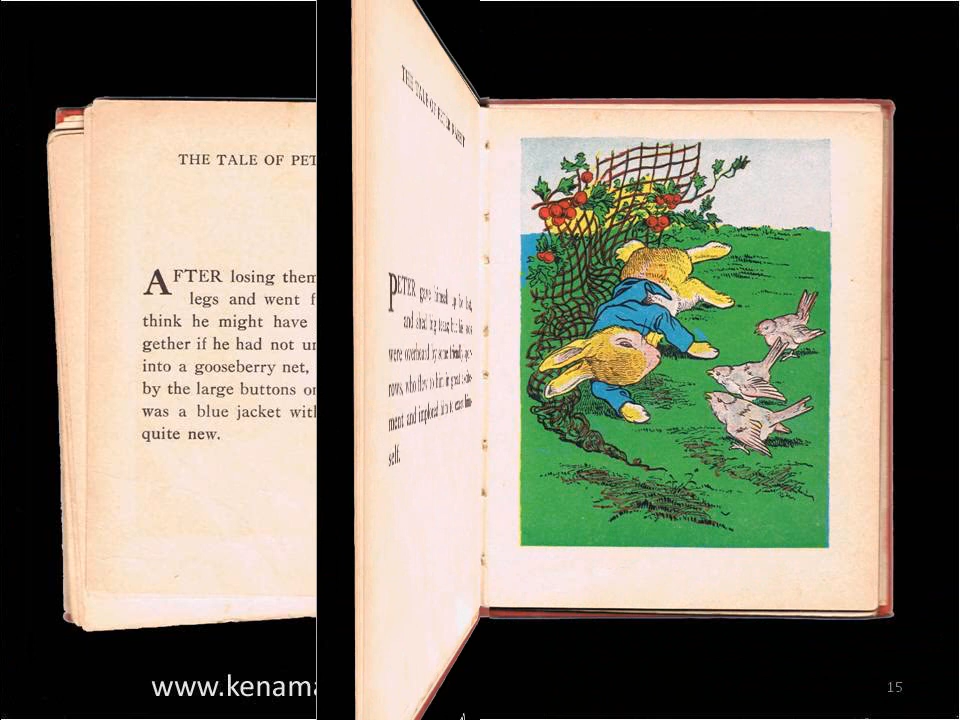 THE TALE OF PET
AFTER losing them
legs and went f
think he might have
gether if he had not un
into a gooseberry net,
by the large buttons on
was a blue jacket with
quite new.
THE TALE OF PETER RABBIT
PETER gave himself up for lost,
and shed big tears; but his sobs
were overheard by some friendly spar-
rows, who flew to him in great excite-
ment and implored him to exert him-
self.
www.kenama
15